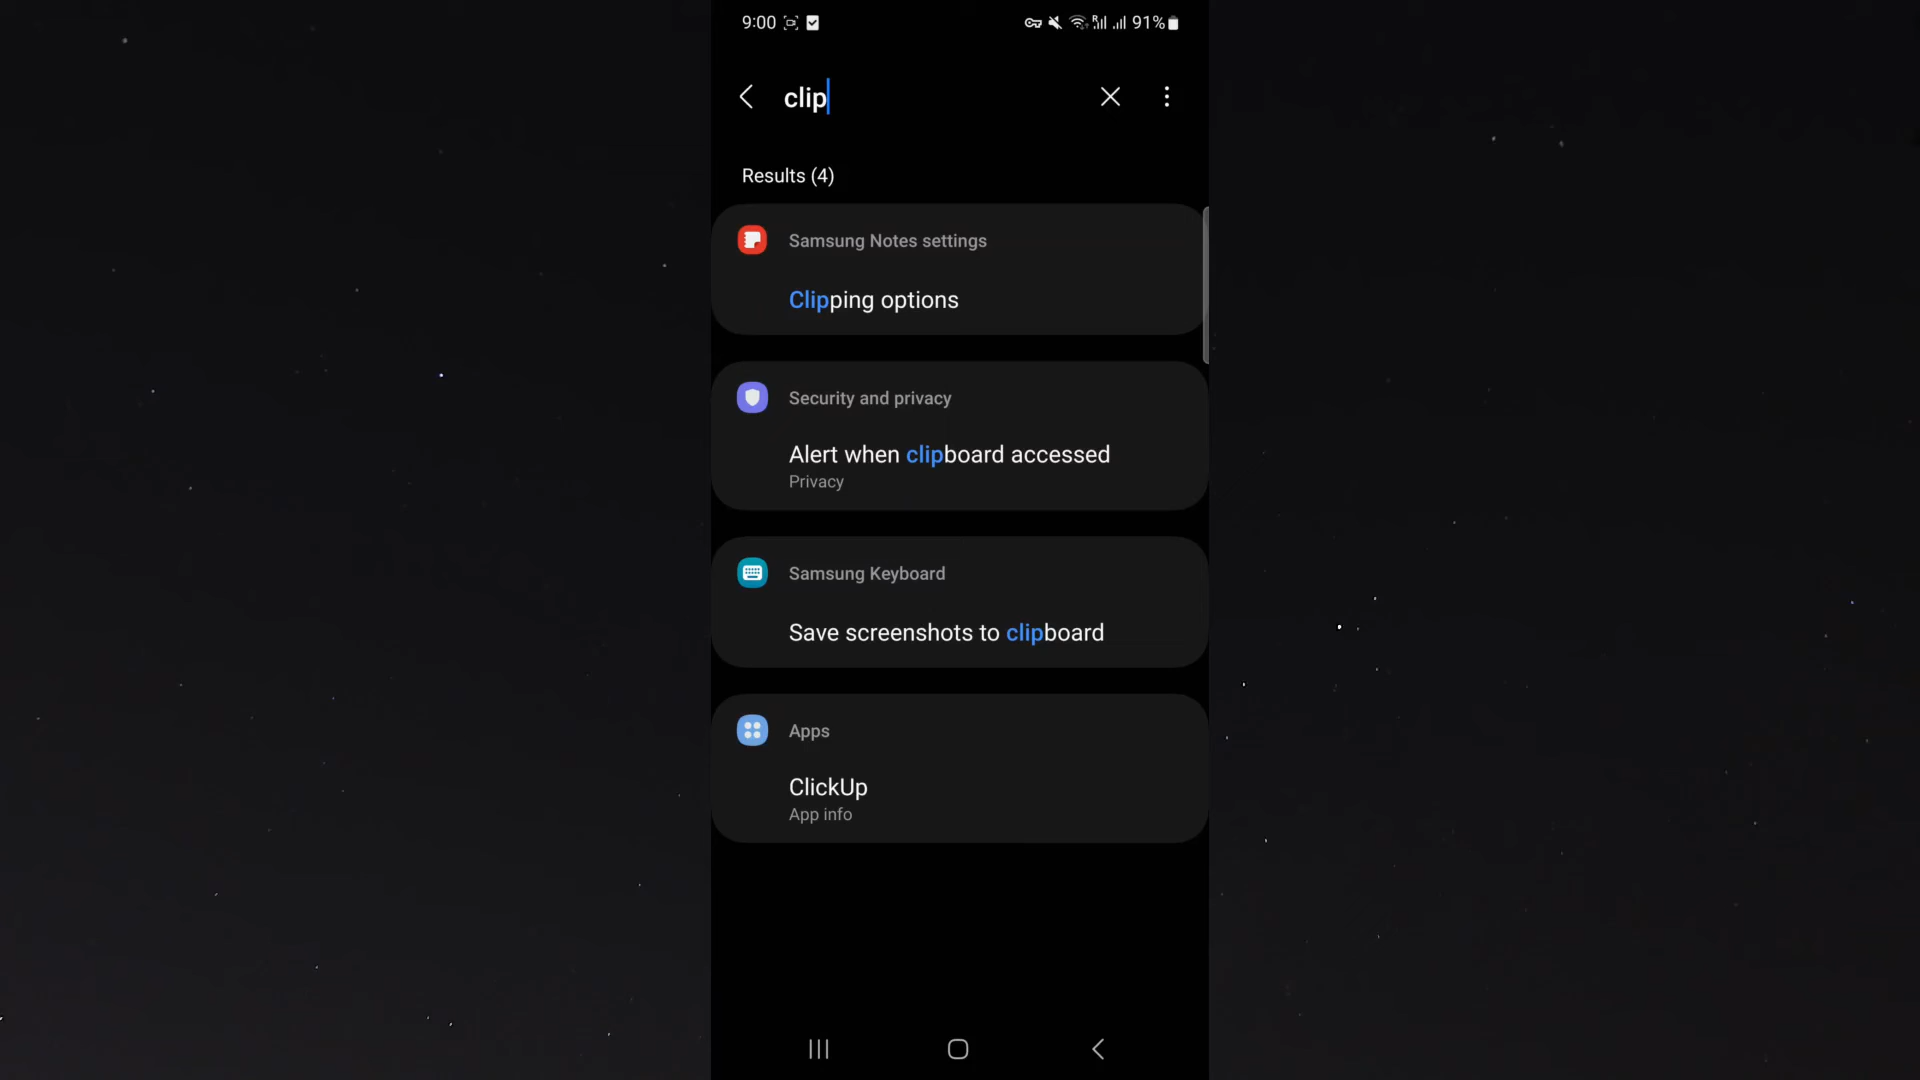 9:00
91%
clip
Results (4)
Samsung Notes settings
Clipping options
Security and privacy
Alert when clipboard accessed
Privacy
Samsung Keyboard
Save screenshots to clipboard
Apps
ClickUp
App info